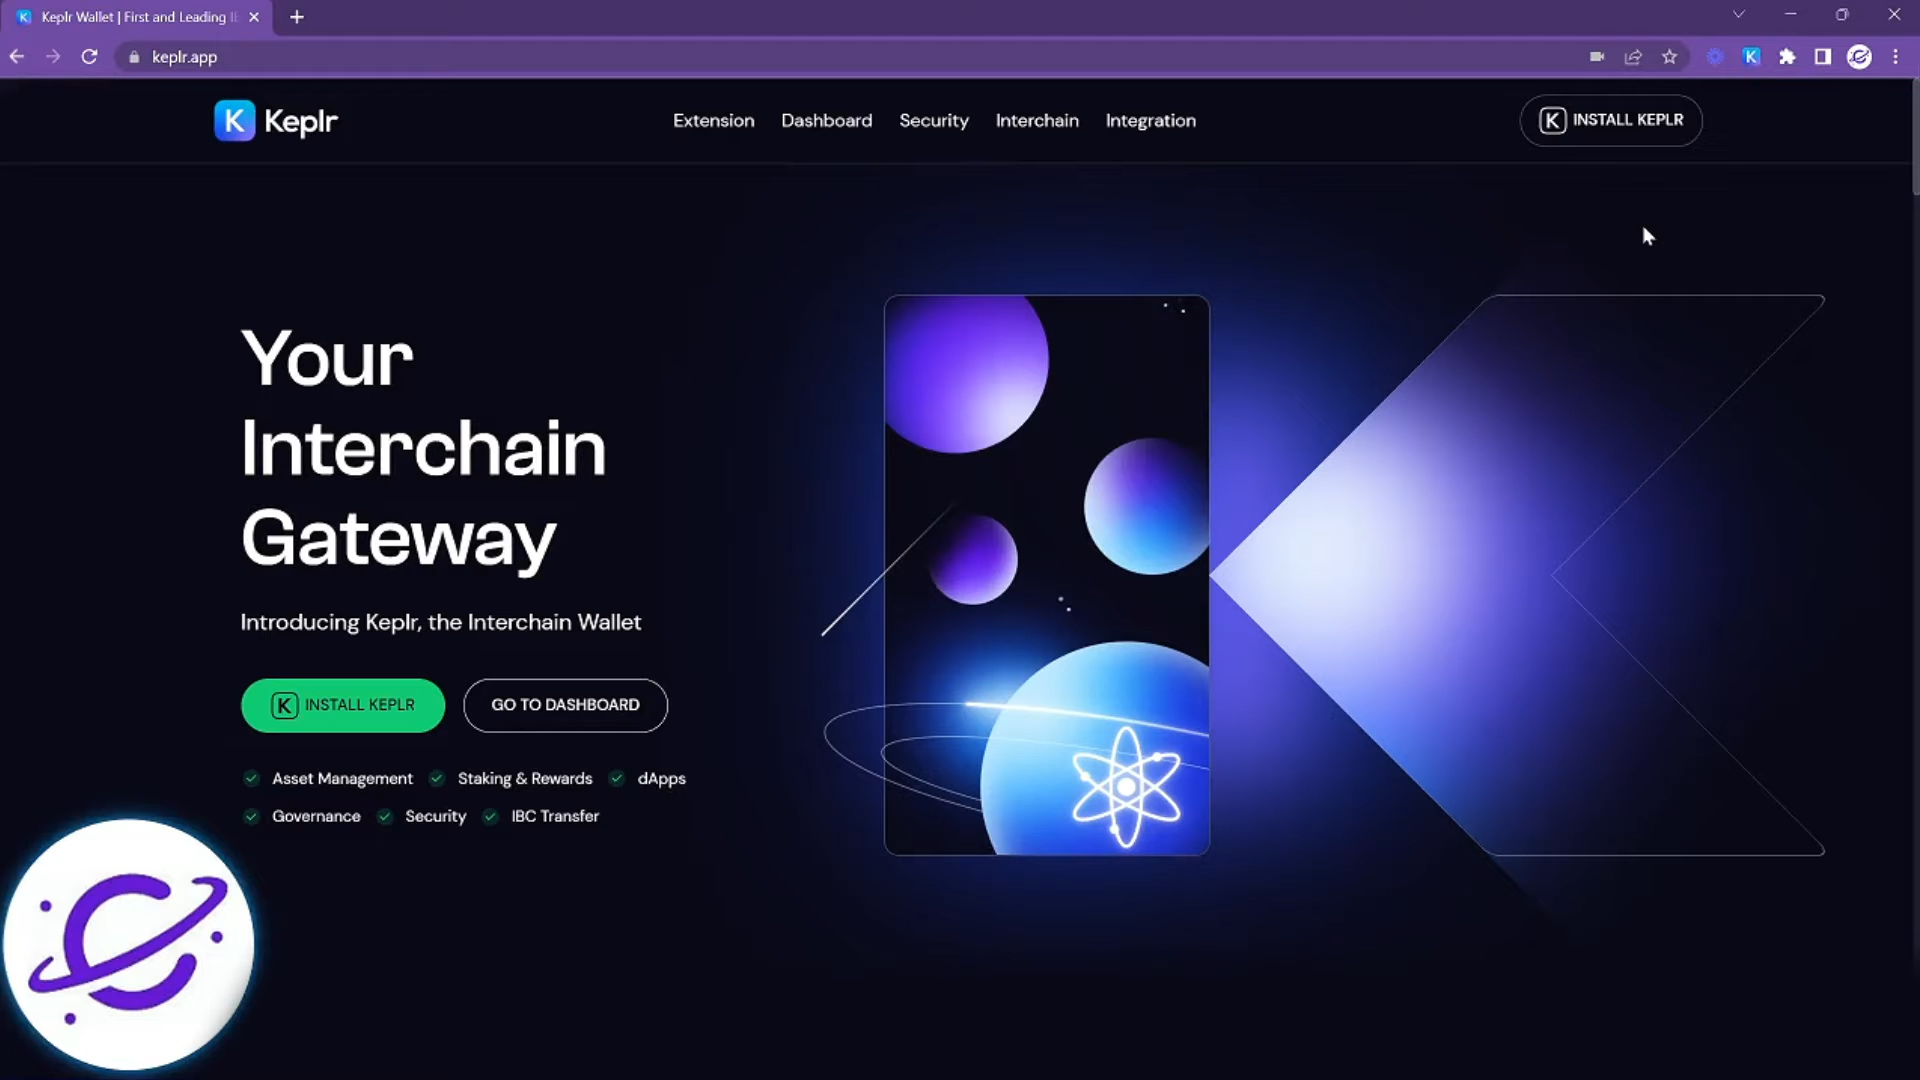 Keplr Wallet | First and Leading I
keplr.app
K Keplr
Extension
Dashboard
Security
Interchain
Integration
K INSTALL KEPLR
Your
Interchain
Gateway
Introducing Keplr, the Interchain Wallet
K INSTALL KEPLR
GO TO DASHBOARD
Asset Management
Staking & Rewards
dApps
Governance
Security
IBC Transfer